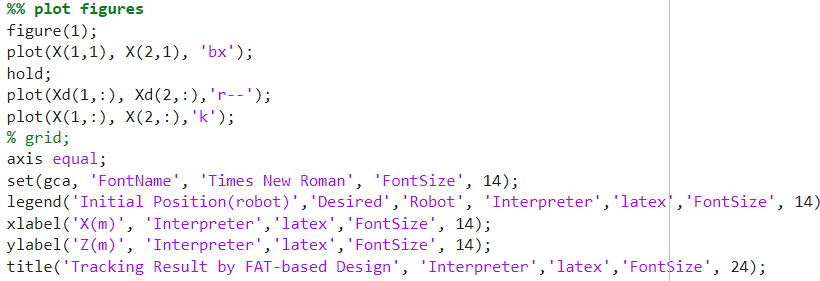 %% plot figures
figure(1);
plot(X(1,1), X(2,1), 'bx');
hold;
plot(Xd(1,:), Xd(2,:),'r--');
plot(X(1,:), X(2,:),'k');
% grid;
axis equal;
set(gca, 'FontName', 'Times New Roman', 'FontSize', 14);
legend('Initial Position(robot)','Desired','Robot', 'Interpreter','latex','FontSize', 14)
xlabel('X(m)', 'Interpreter','latex','FontSize', 14);
ylabel('Z(m)', 'Interpreter','latex','FontSize', 14);
title('Tracking Result by FAT-based Design', 'Interpreter','latex','FontSize', 24);